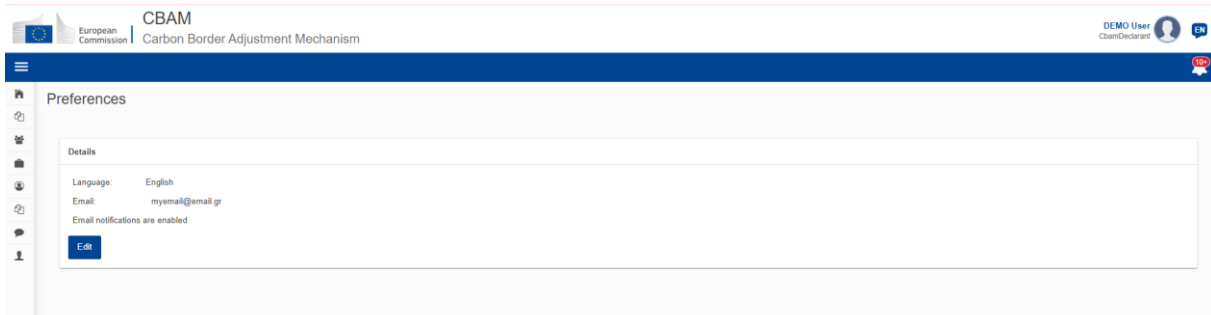 European
Commission
CBAM
Carbon Border Adjustment Mechanism
DEMO User
CbamDeclarant
EN
10+
Preferences
Details
Language: English
Email: myemail@email.gr
Email notifications are enabled
Edit